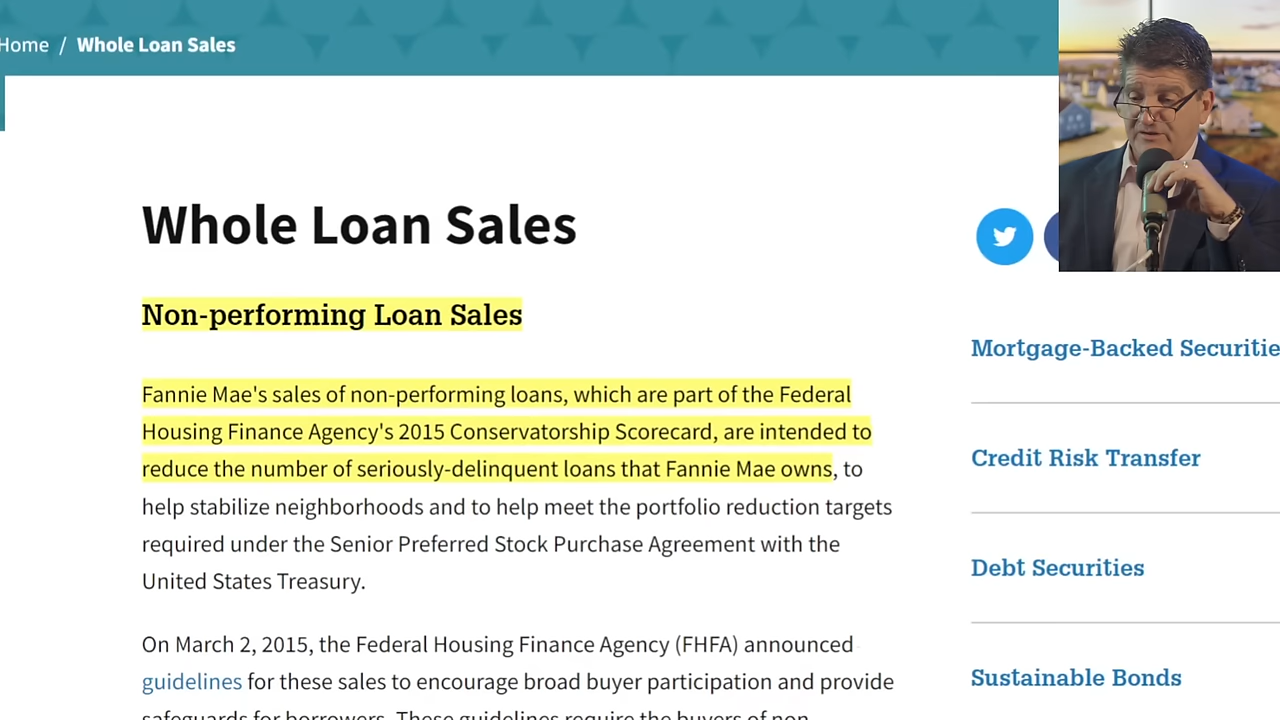 Home / Whole Loan Sales
Whole Loan Sales
Non-performing Loan Sales
Fannie Mae's sales of non-performing loans, which are part of the Federal
Housing Finance Agency's 2015 Conservatorship Scorecard, are intended to
reduce the number of seriously-delinquent loans that Fannie Mae owns, to
help stabilize neighborhoods and to help meet the portfolio reduction targets
required under the Senior Preferred Stock Purchase Agreement with the
United States Treasury.
On March 2, 2015, the Federal Housing Finance Agency (FHFA) announced
guidelines for these sales to encourage broad buyer participation and provide
safeguards for borrowers. These guidelines require the buyers of non-
Mortgage-Backed Securitie
Credit Risk Transfer
Debt Securities
Sustainable Bonds